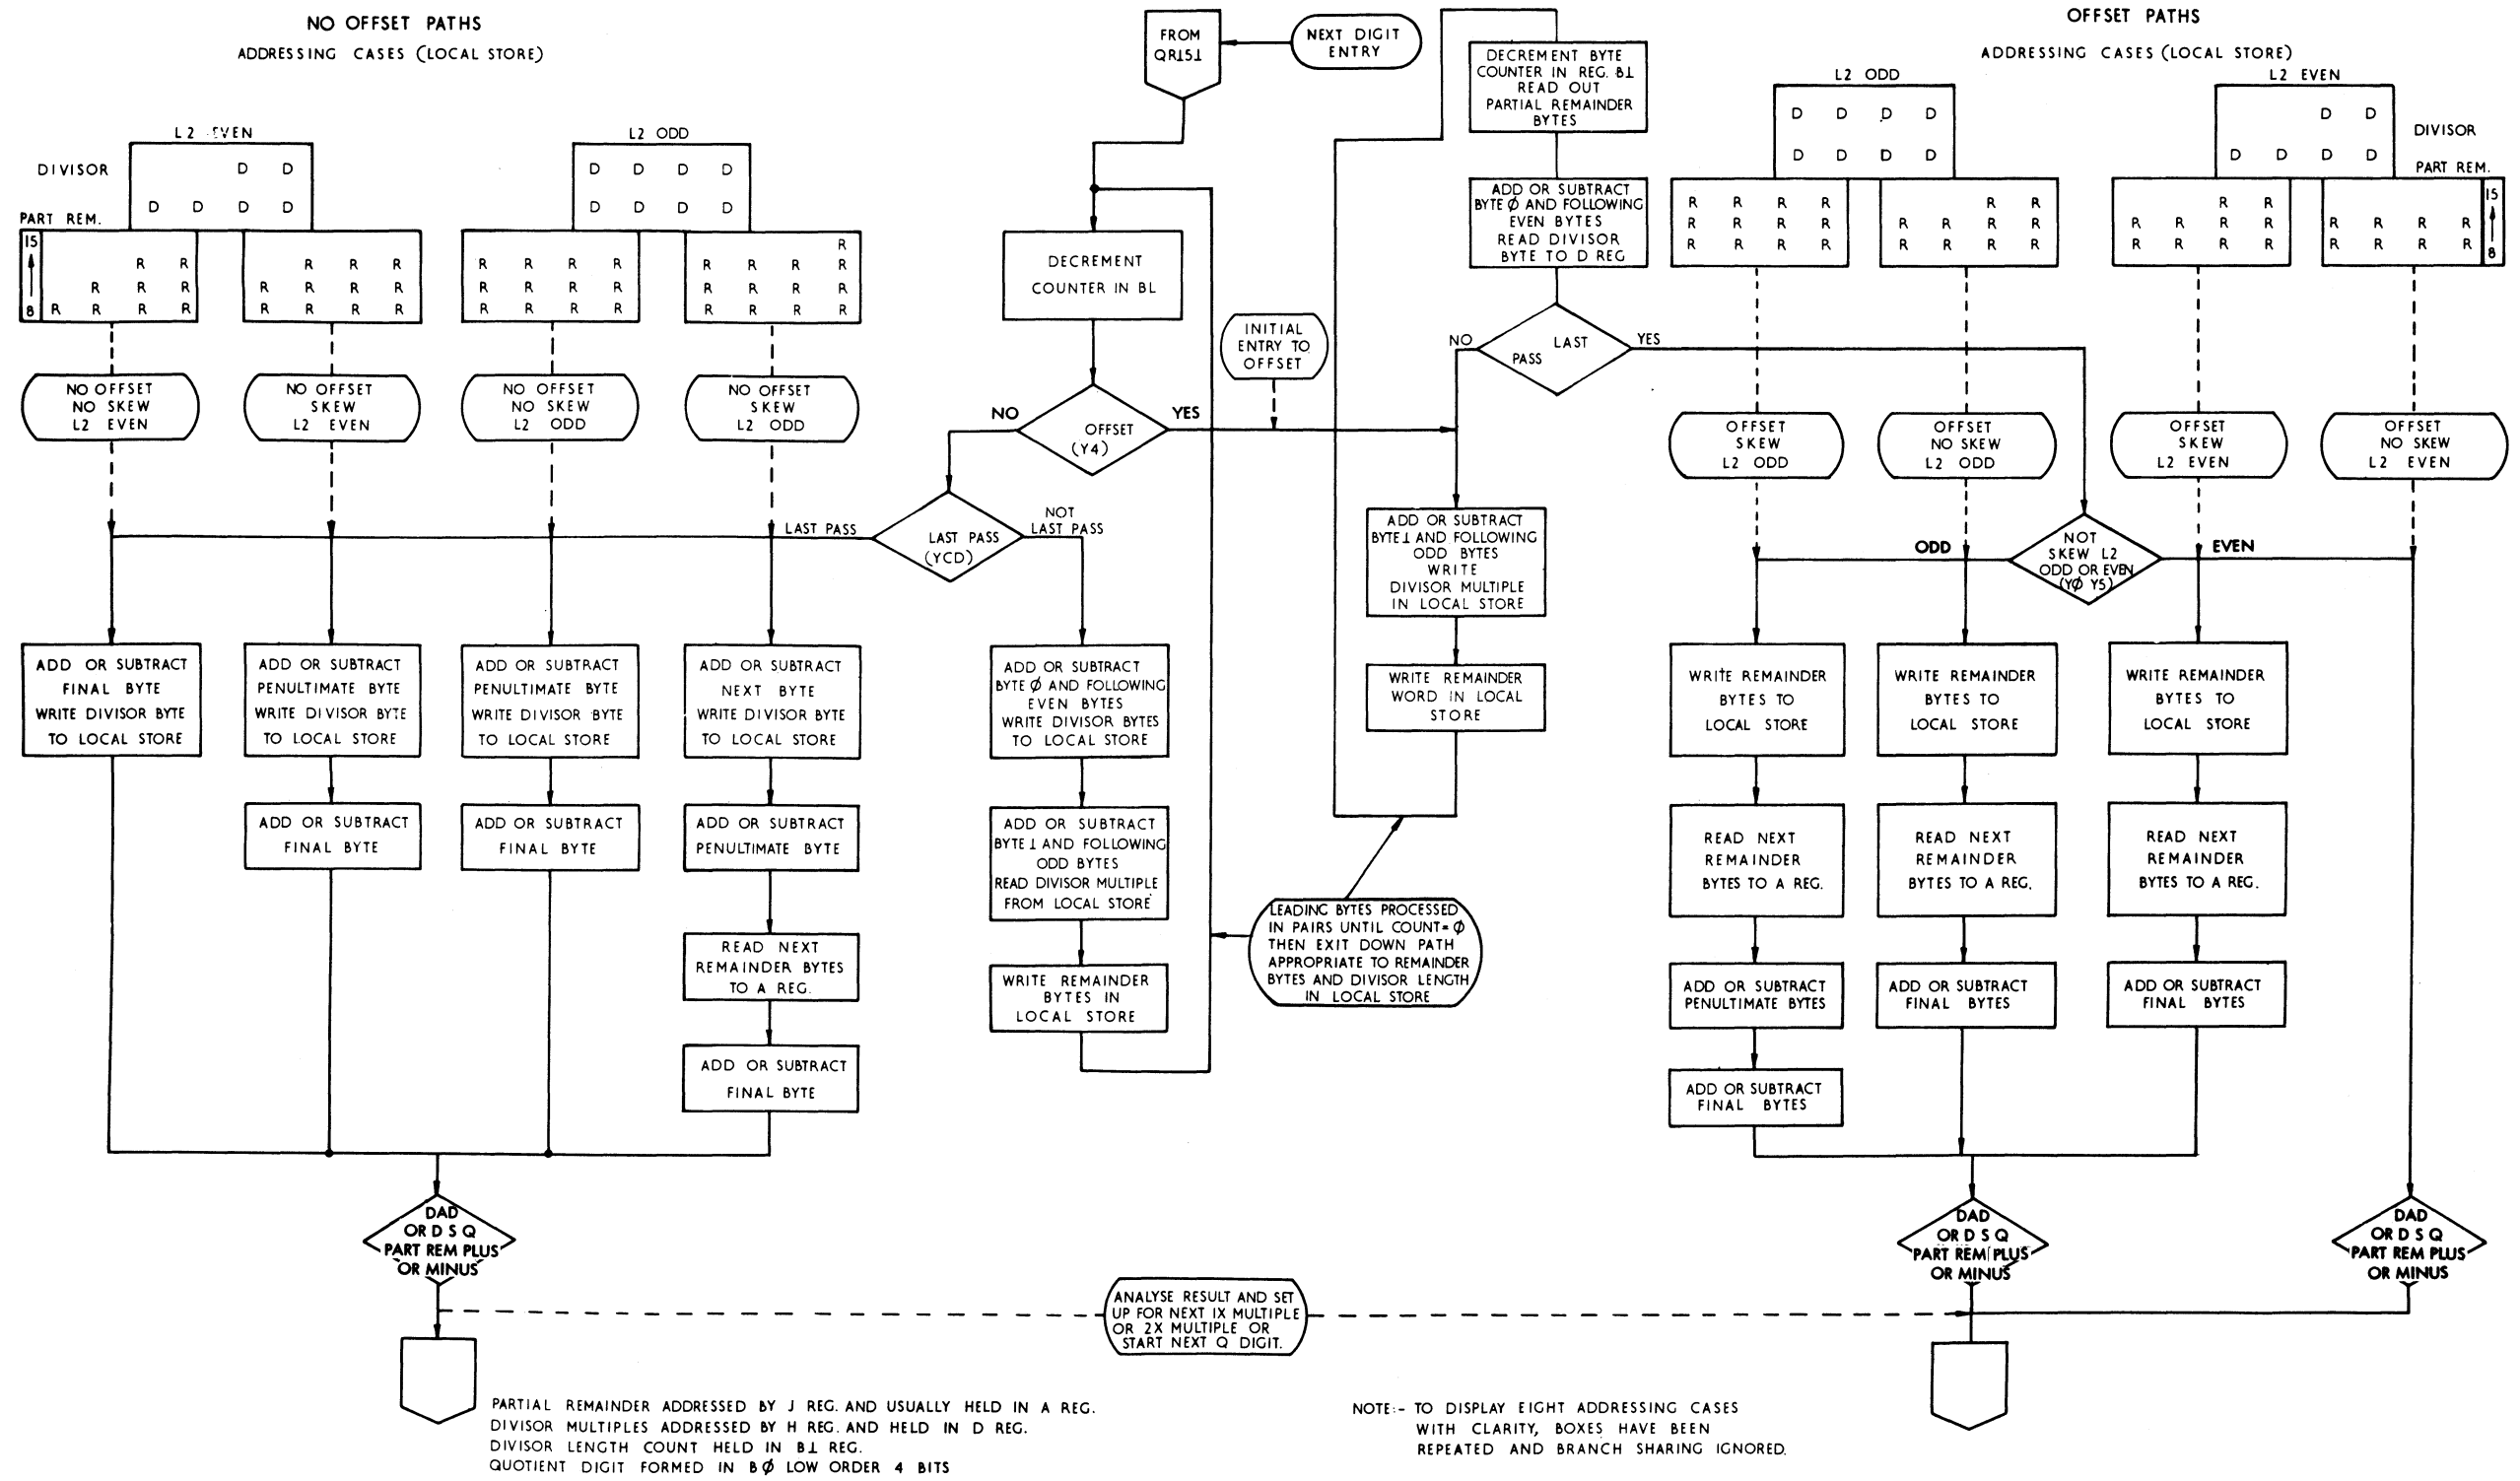 NO OFFSET PATHS
ADDRESSING CASES (LOCAL STORE)
L2 EVEN
DIVISOR
D D
D D D D
PART REM.
15
8
R R
R R R
R R R R
R R R
R R R R
R R R R
L2 ODD
D D D D
D D D D
R R R R
R R R R
R R R R
R
R R R R
R R R R
R R R R
NO OFFSET
NO SKEW
L2 EVEN
NO OFFSET
SKEW
L2 EVEN
NO OFFSET
NO SKEW
L2 ODD
NO OFFSET
SKEW
L2 ODD
FROM
QR151
NEXT DIGIT
ENTRY
DECREMENT
COUNTER IN BL
OFFSET
(Y4)
NO
YES
INITIAL
ENTRY TO
OFFSET
LAST PASS
(YCD)
LAST PASS
NOT
LAST PASS
ADD OR SUBTRACT
FINAL BYTE
WRITE DIVISOR BYTE
TO LOCAL STORE
ADD OR SUBTRACT
PENULTIMATE BYTE
WRITE DIVISOR BYTE
TO LOCAL STORE
ADD OR SUBTRACT
FINAL BYTE
ADD OR SUBTRACT
PENULTIMATE BYTE
WRITE DIVISOR BYTE
TO LOCAL STORE
ADD OR SUBTRACT
FINAL BYTE
ADD OR SUBTRACT
NEXT BYTE
WRITE DIVISOR BYTE
TO LOCAL STORE
ADD OR SUBTRACT
PENULTIMATE BYTE
READ NEXT
REMAINDER BYTES
TO A REG.
ADD OR SUBTRACT
FINAL BYTE
ADD OR SUBTRACT
BYTE Ø AND FOLLOWING
EVEN BYTES
WRITE DIVISOR BYTES
TO LOCAL STORE
ADD OR SUBTRACT
BYTE 1 AND FOLLOWING
ODD BYTES
READ DIVISOR MULTIPLE
FROM LOCAL STORE
WRITE REMAINDER
BYTES IN
LOCAL STORE
DECREMENT BYTE
COUNTER IN REG. B1
READ OUT
PARTIAL REMAINDER
BYTES
ADD OR SUBTRACT
BYTE Ø AND FOLLOWING
EVEN BYTES
READ DIVISOR
BYTE TO D REG
LAST
PASS
NO
YES
ADD OR SUBTRACT
BYTE 1 AND FOLLOWING
ODD BYTES
WRITE
DIVISOR MULTIPLE
IN LOCAL STORE
WRITE REMAINDER
WORD IN LOCAL
STORE
LEADING BYTES PROCESSED
IN PAIRS UNTIL COUNT=Ø
THEN EXIT DOWN PATH
APPROPRIATE TO REMAINDER
BYTES AND DIVISOR LENGTH
IN LOCAL STORE
OFFSET PATHS
ADDRESSING CASES (LOCAL STORE)
L2 ODD
D D D D
D D D D
R R R R
R R R R
R R R R
R R
R R R R
R R R R
L2 EVEN
D D
D D D D
DIVISOR
PART REM.
R R
R R R R
R R R R
R R R R
R R R R
15
8
OFFSET
SKEW
L2 ODD
OFFSET
NO SKEW
L2 ODD
OFFSET
SKEW
L2 EVEN
OFFSET
NO SKEW
L2 EVEN
NOT
SKEW L2
ODD OR EVEN
(YØ Y5)
ODD
EVEN
WRITE REMAINDER
BYTES TO
LOCAL STORE
READ NEXT
REMAINDER
BYTES TO A REG.
ADD OR SUBTRACT
PENULTIMATE BYTES
ADD OR SUBTRACT
FINAL BYTES
WRITE REMAINDER
BYTES TO
LOCAL STORE
READ NEXT
REMAINDER
BYTES TO A REG.
ADD OR SUBTRACT
FINAL BYTES
WRITE REMAINDER
BYTES TO
LOCAL STORE
READ NEXT
REMAINDER
BYTES TO A REG.
ADD OR SUBTRACT
FINAL BYTES
DAD
OR D S Q
PART REM PLUS
OR MINUS
DAD
OR D S Q
PART REM PLUS
OR MINUS
DAD
OR D S Q
PART REM PLUS
OR MINUS
ANALYSE RESULT AND SET
UP FOR NEXT 1X MULTIPLE
OR 2X MULTIPLE OR
START NEXT Q DIGIT.
PARTIAL REMAINDER ADDRESSED BY J REG. AND USUALLY HELD IN A REG.
DIVISOR MULTIPLES ADDRESSED BY H REG. AND HELD IN D REG.
DIVISOR LENGTH COUNT HELD IN B1 REG.
QUOTIENT DIGIT FORMED IN BØ LOW ORDER 4 BITS
NOTE:- TO DISPLAY EIGHT ADDRESSING CASES
WITH CLARITY, BOXES HAVE BEEN
REPEATED AND BRANCH SHARING IGNORED.